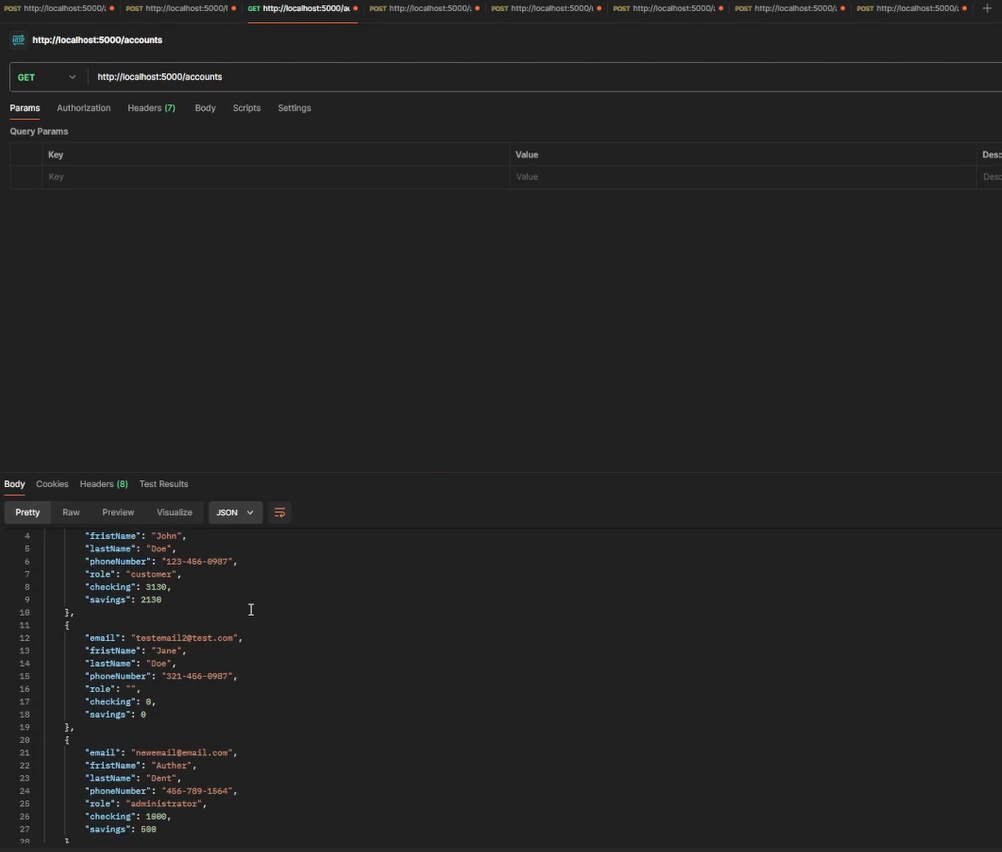 POST http://localhost:5000/a POST http://localhost:5000/ GET http://localhost:5000/ac POST http://localhost:5000/a POST http://localhost:5000/a POST http://localhost:5000/a POST http://localhost:5000/a POST http://localhost:5000/a
HTTP http://localhost:5000/accounts
GET http://localhost:5000/accounts
Params Authorization Headers (7) Body Scripts Settings
Query Params
Key Value Desc
Key Value Desc
Body Cookies Headers (8) Test Results
Pretty Raw Preview Visualize JSON
4 "fristName": "John",
5 "lastName": "Doe",
6 "phoneNumber": "123-456-0987",
7 "role": "customer",
8 "checking": 3130,
9 "savings": 2130
10 },
11 {
12 "email": "testemail2@test.com",
13 "fristName": "Jane",
14 "lastName": "Doe",
15 "phoneNumber": "321-456-0987",
16 "role": "",
17 "checking": 0,
18 "savings": 0
19 },
20 {
21 "email": "newemail@email.com",
22 "fristName": "Auther",
23 "lastName": "Dent",
24 "phoneNumber": "456-789-1564",
25 "role": "administrator",
26 "checking": 1000,
27 "savings": 500
28 }